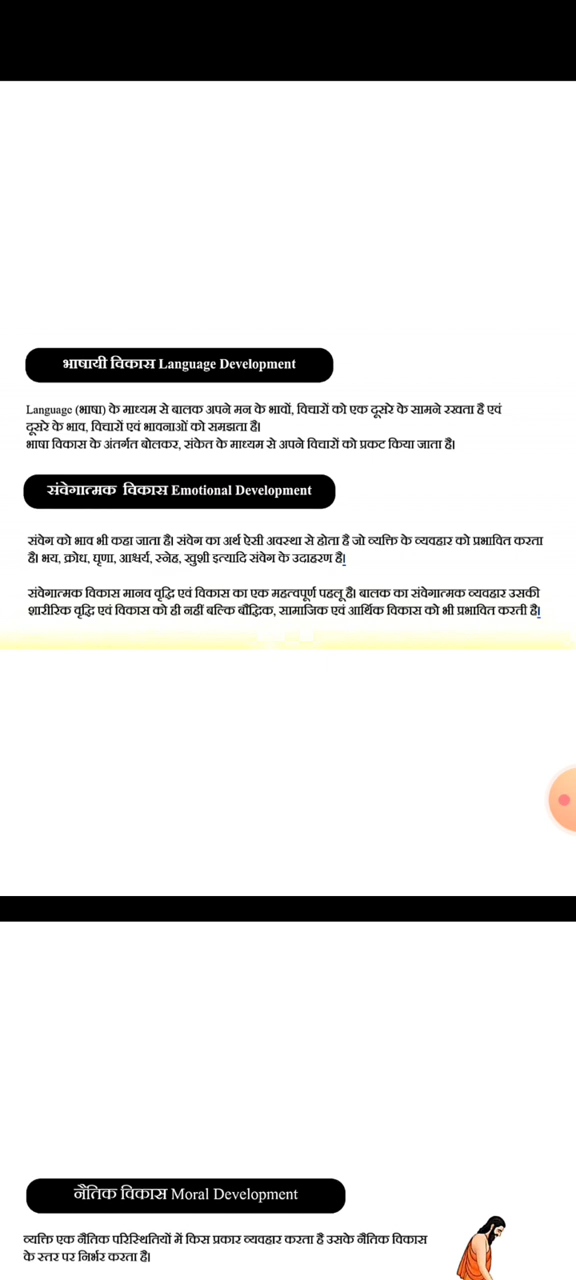 भाषायी विकास Language Development
Language (भाषा) के माध्यम से बालक अपने मन के भावों, विचारों को एक दूसरे के सामने रखता है एवं
दूसरे के भाव, विचारों एवं भावनाओं को समझता है।
भाषा विकास के अंतर्गत बोलकर, संकेत के माध्यम से अपने विचारों को प्रकट किया जाता है।
संवेगात्मक विकास Emotional Development
संवेग को भाव भी कहा जाता है। संवेग का अर्थ ऐसी अवस्था से होता है जो व्यक्ति के व्यवहार को प्रभावित करता
है। भय, क्रोध, घृणा, आश्चर्य, स्नेह, खुशी इत्यादि संवेग के उदाहरण है।
संवेगात्मक विकास मानव वृद्धि एवं विकास का एक महत्वपूर्ण पहलू है। बालक का संवेगात्मक व्यवहार उसकी
शारीरिक वृद्धि एवं विकास को ही नहीं बल्कि बौद्धिक, सामाजिक एवं आर्थिक विकास को भी प्रभावित करती है।
नैतिक विकास Moral Development
व्यक्ति एक नैतिक परिस्थितियों में किस प्रकार व्यवहार करता है उसके नैतिक विकास
के स्तर पर निर्भर करता है।